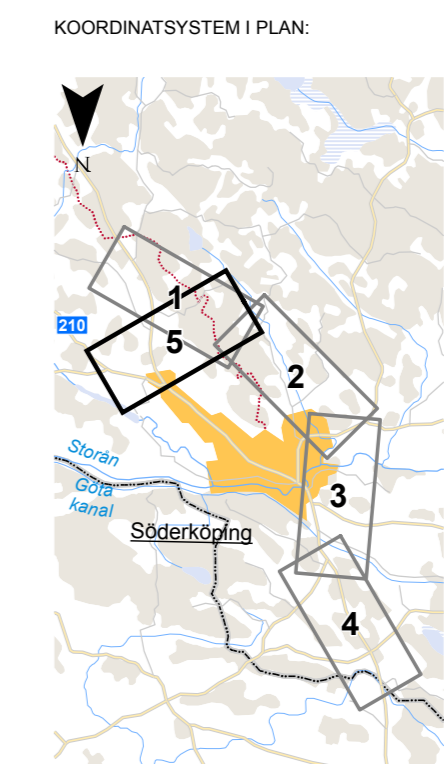 KOORDINATSYSTEM I PLAN:
N
1
210
5
2
Storån
Göta
kanal
3
Söderköping
4